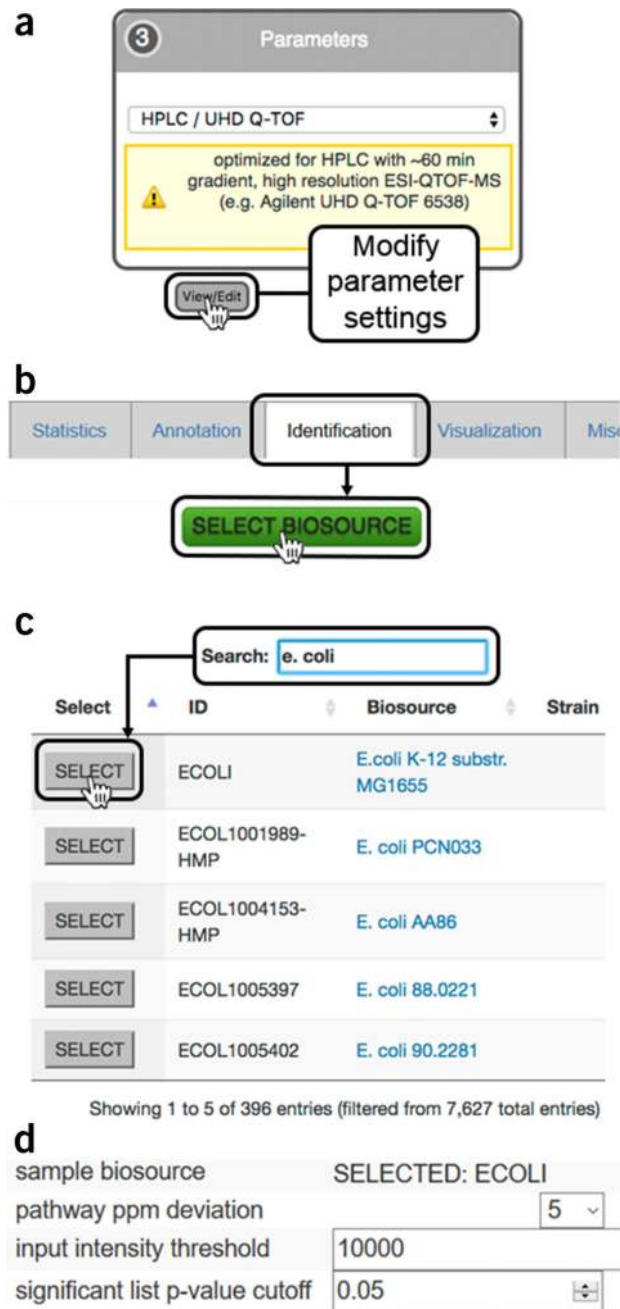 a
3 Parameters
HPLC / UHD Q-TOF
optimized for HPLC with ~60 min
gradient, high resolution ESI-QTOF-MS
(e.g. Agilent UHD Q-TOF 6538)
View/Edit
Modify
parameter
settings
b
Statistics Annotation Identification Visualization Misc
SELECT BIOSOURCE
c
Search: e. coli
Select ID Biosource Strain
SELECT ECOLI E.coli K-12 substr.
MG1655
SELECT ECOL1001989-
HMP E. coli PCN033
SELECT ECOL1004153-
HMP E. coli AA86
SELECT ECOL1005397 E. coli 88.0221
SELECT ECOL1005402 E. coli 90.2281
Showing 1 to 5 of 396 entries (filtered from 7,627 total entries)
d
sample biosource SELECTED: ECOLI
pathway ppm deviation 5
input intensity threshold 10000
significant list p-value cutoff 0.05